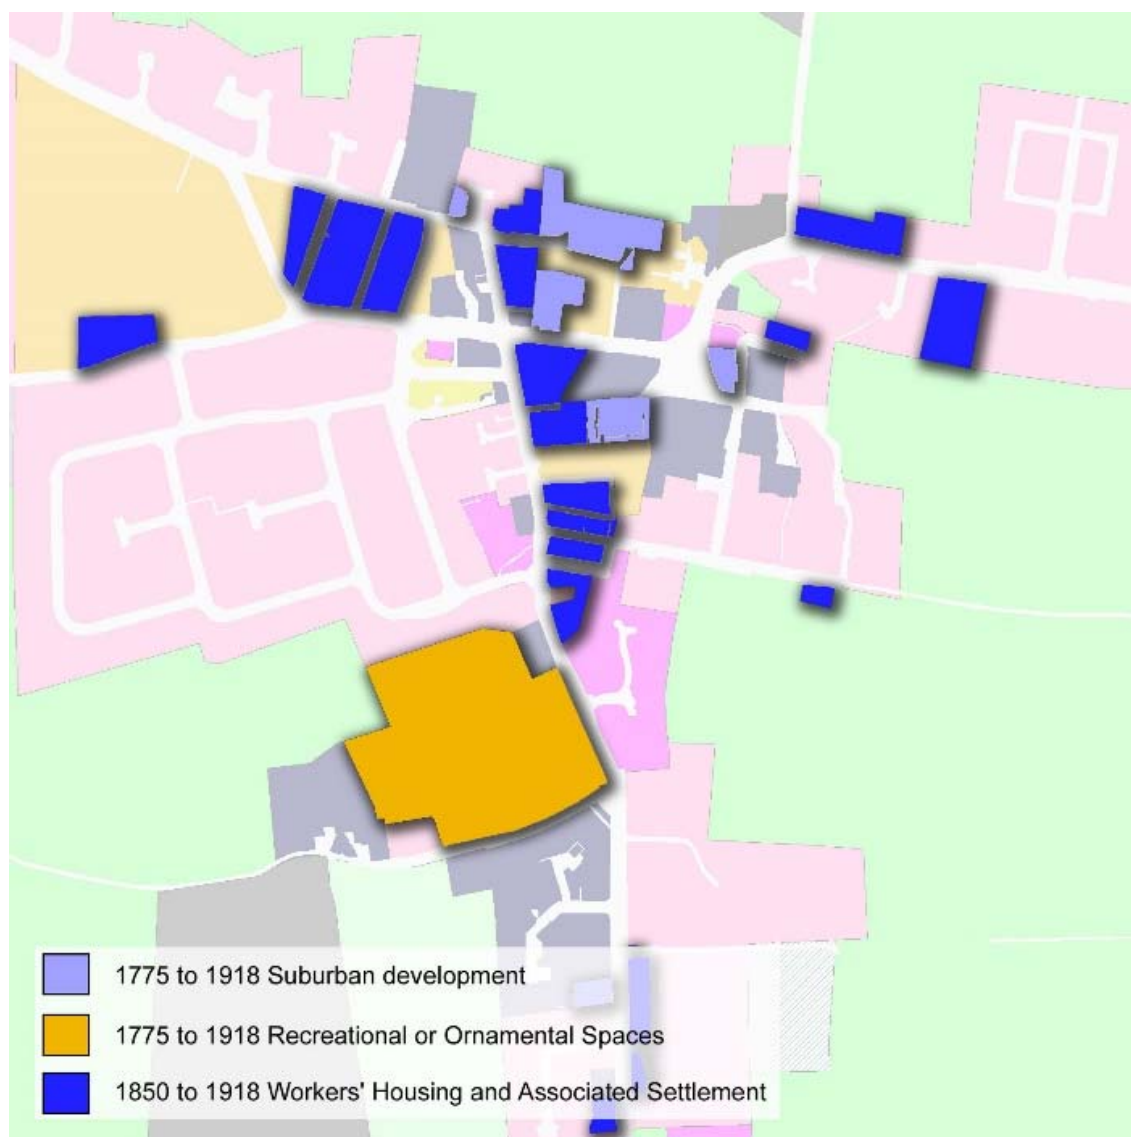 1775 to 1918 Suburban development
1775 to 1918 Recreational or Ornamental Spaces
1850 to 1918 Workers' Housing and Associated Settlement